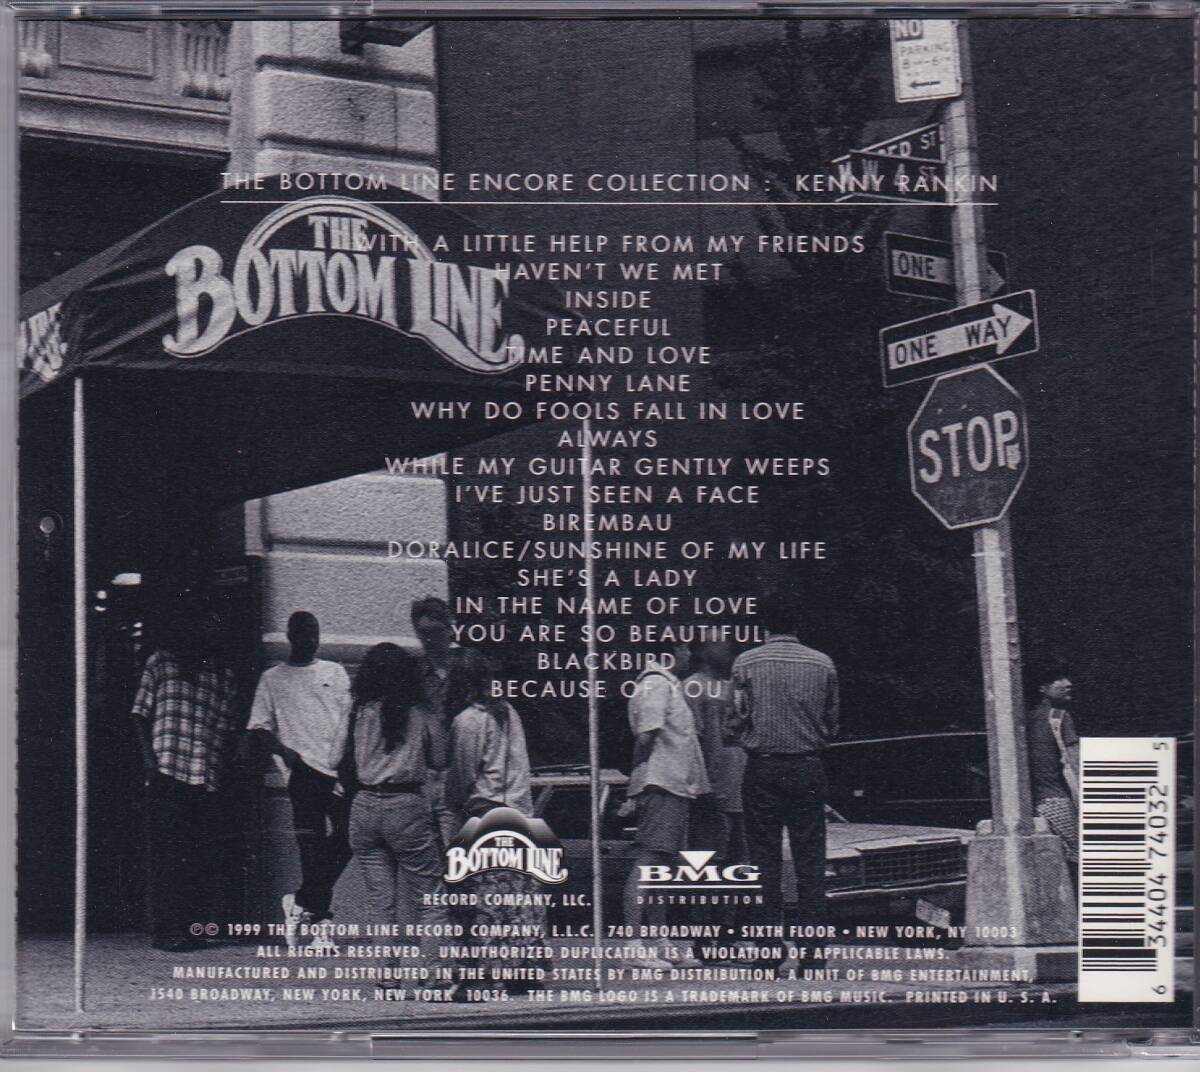 NO
PARKING
ST
W 4 ST
THE BOTTOM LINE ENCORE COLLECTION : KENNY RANKIN
THE
BOTTOM LINE
WITH A LITTLE HELP FROM MY FRIENDS
HAVEN'T WE MET
INSIDE
PEACEFUL
TIME AND LOVE
PENNY LANE
WHY DO FOOLS FALL IN LOVE
ALWAYS
WHILE MY GUITAR GENTLY WEEPS
I'VE JUST SEEN A FACE
BIREMBAU
DORALICE/SUNSHINE OF MY LIFE
SHE'S A LADY
IN THE NAME OF LOVE
YOU ARE SO BEAUTIFUL
BLACKBIRD
BECAUSE OF YOU
ONE
ONE WAY
STOP
THE
BOTTOM LINE
RECORD COMPANY, LLC.
BMG
DISTRIBUTION
℗© 1999 THE BOTTOM LINE RECORD COMPANY, L.L.C. 740 BROADWAY • SIXTH FLOOR • NEW YORK, NY 10003
ALL RIGHTS RESERVED. UNAUTHORIZED DUPLICATION IS A VIOLATION OF APPLICABLE LAWS.
MANUFACTURED AND DISTRIBUTED IN THE UNITED STATES BY BMG DISTRIBUTION, A UNIT OF BMG ENTERTAINMENT,
1540 BROADWAY, NEW YORK, NEW YORK 10036. THE BMG LOGO IS A TRADEMARK OF BMG MUSIC. PRINTED IN U. S. A.
6 34404 74032 5